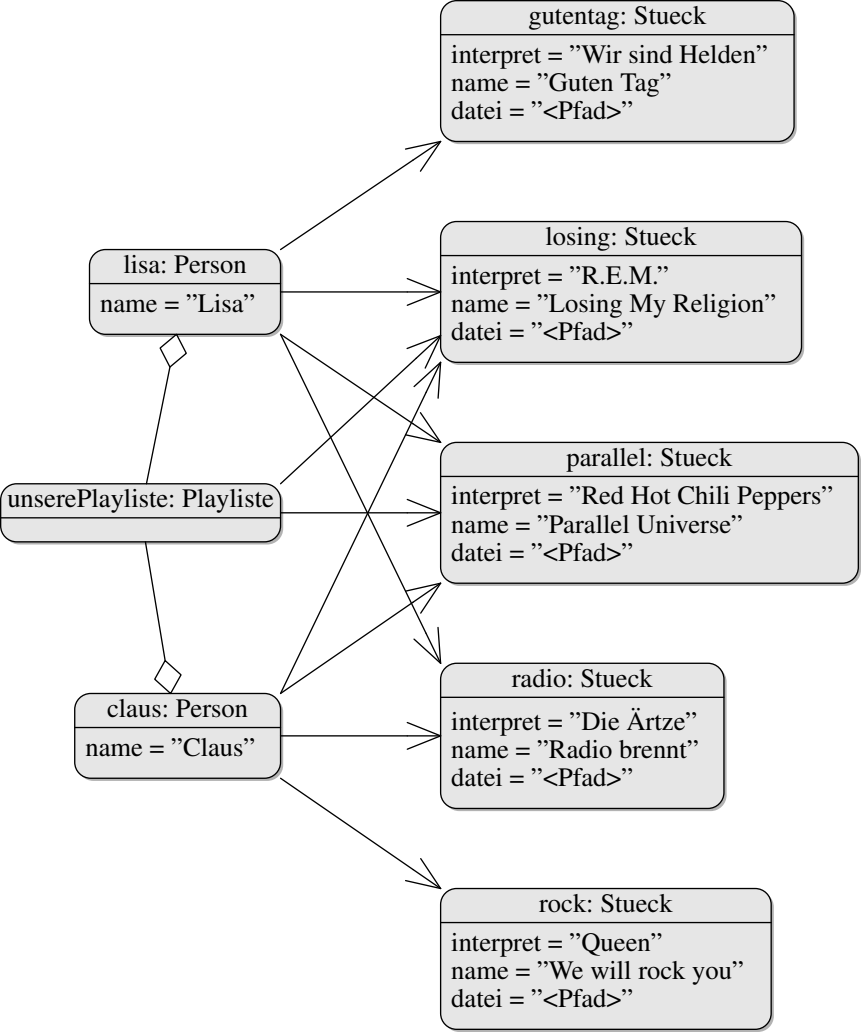 gutentag: Stueck
interpret = ”Wir sind Helden”
name = ”Guten Tag”
datei = ”<Pfad>”
lisa: Person
name = ”Lisa”
losing: Stueck
interpret = ”R.E.M.”
name = ”Losing My Religion”
datei = ”<Pfad>”
unserePlayliste: Playliste
parallel: Stueck
interpret = ”Red Hot Chili Peppers”
name = ”Parallel Universe”
datei = ”<Pfad>”
claus: Person
name = ”Claus”
radio: Stueck
interpret = ”Die Ärtze”
name = ”Radio brennt”
datei = ”<Pfad>”
rock: Stueck
interpret = ”Queen”
name = ”We will rock you”
datei = ”<Pfad>”